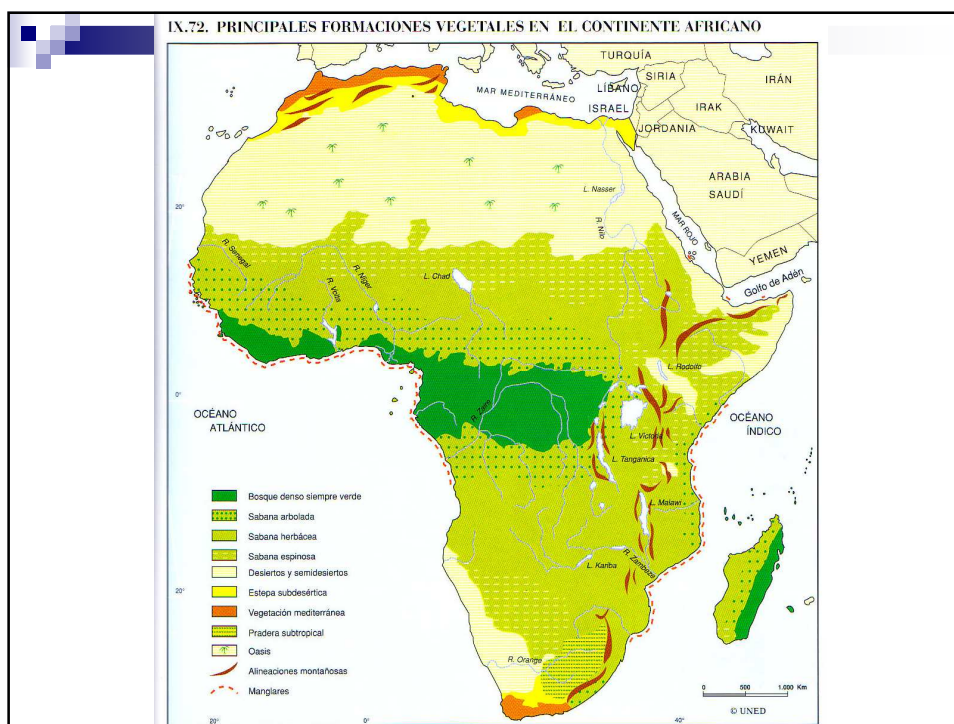 IX.72. PRINCIPALES FORMACIONES VEGETALES EN EL CONTINENTE AFRICANO
TURQUÍA
SIRIA
IRÁN
LÍBANO
MAR MEDITERRÁNEO
ISRAEL
IRAK
JORDANIA
KUWAIT
ARABIA
SAUDÍ
L. Nasser
20°
MAR ROJO
R. Nilo
R. Senegal
YEMEN
R. Níger
L. Chad
R. Volta
Golfo de Adén
L. Rodolfo
0°
OCÉANO
ATLÁNTICO
R. Zaire
OCÉANO
ÍNDICO
L. Victoria
L. Tanganica
L. Malawi
Bosque denso siempre verde
Sabana arbolada
Sabana herbácea
Sabana espinosa
Desiertos y semidesiertos
Estepa subdesértica
Vegetación mediterránea
Pradera subtropical
Oasis
Alineaciones montañosas
Manglares
L. Kariba
R. Zambeze
20°
R. Orange
0 500 1.000 Km
© UNED
20°
0°
40°